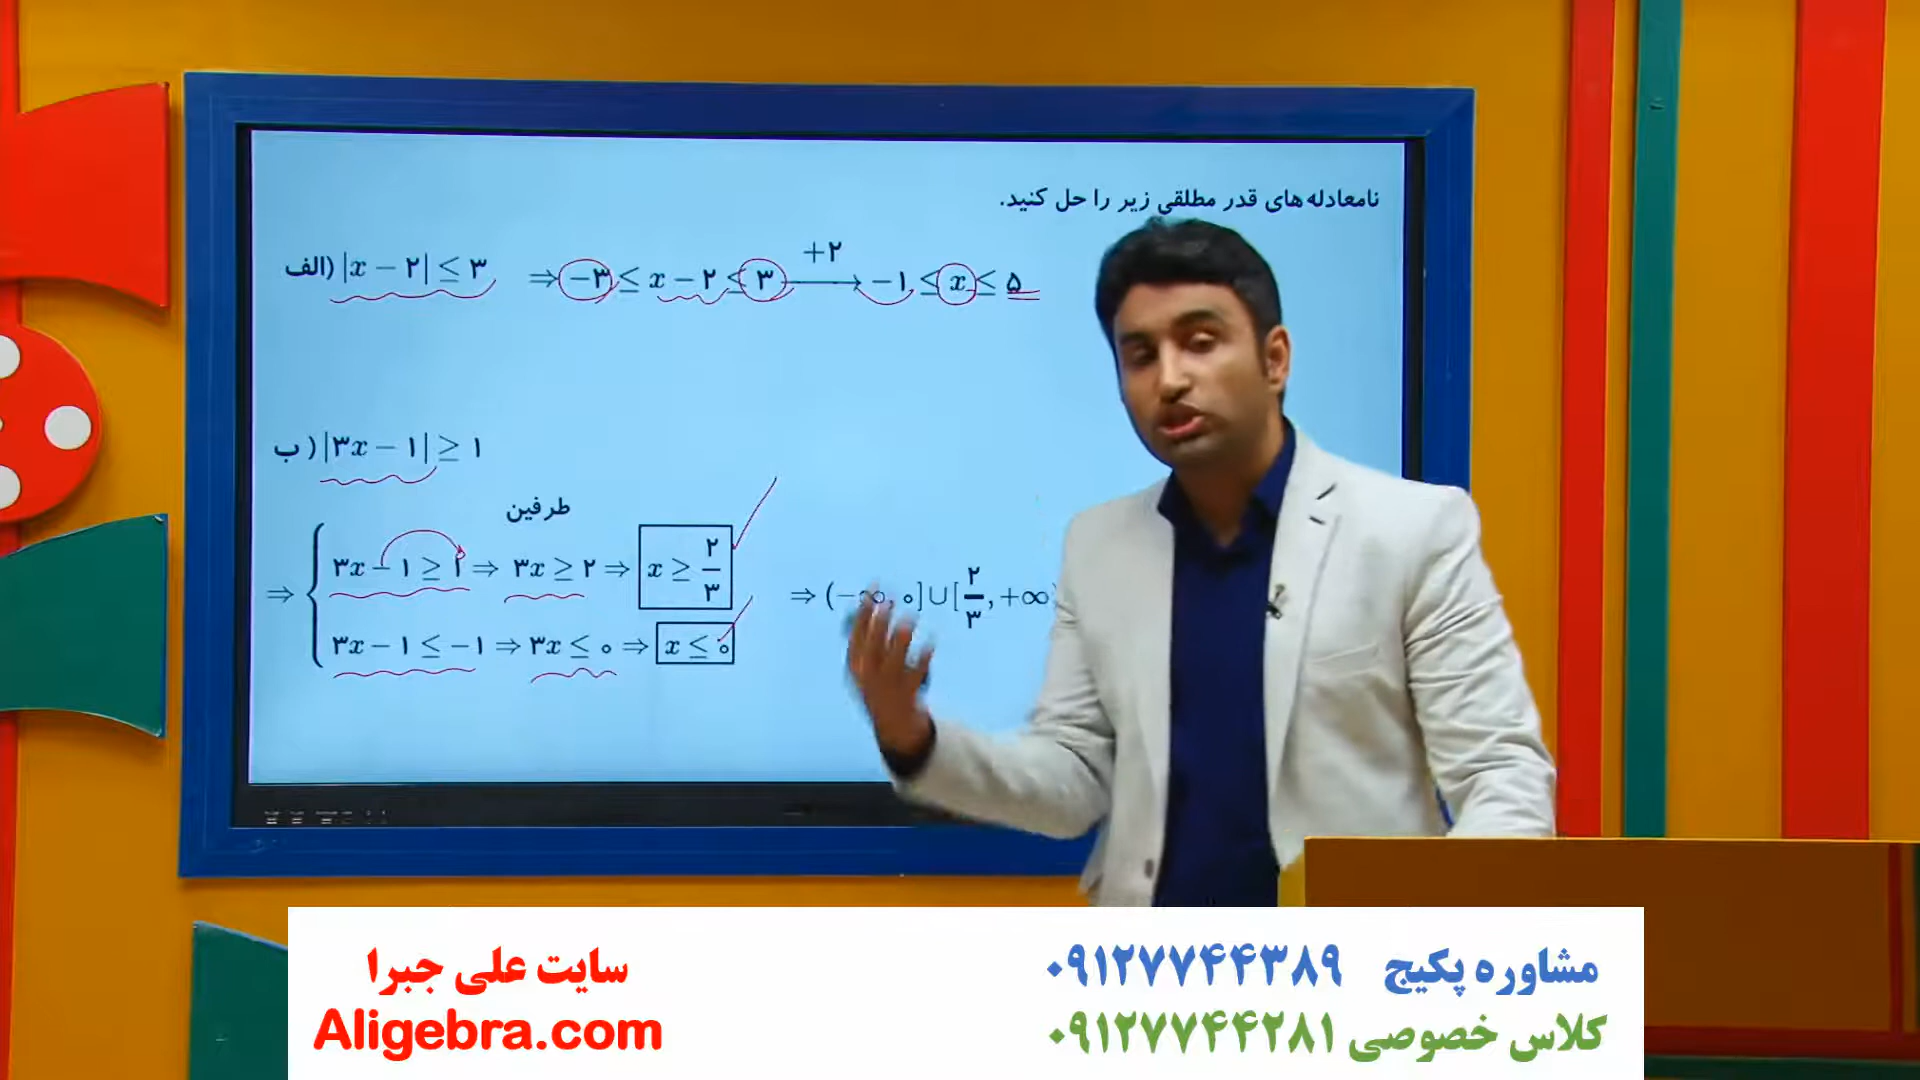 نامعادله های قدر مطلقی زیر را حل کنید.
الف) |x − ۲| ≤ ۳ ⇒ −۳ ≤ x − ۲ ≤ ۳ ⟶ +۲ −۱ ≤ x ≤ ۵
ب) |۳x − ۱| ≥ ۱
طرفین
⇒ { ۳x − ۱ ≥ ۱ ⇒ ۳x ≥ ۲ ⇒ x ≥ ۲/۳
۳x − ۱ ≤ −۱ ⇒ ۳x ≤ ۰ ⇒ x ≤ ۰
⇒ (−∞, ۰] ∪ [۲/۳, +∞)
سایت علی جبرا
Aligebra.com
مشاوره پکیج ۰۹۱۲۷۷۴۴۳۸۹
کلاس خصوصی ۰۹۱۲۷۷۴۴۲۸۱